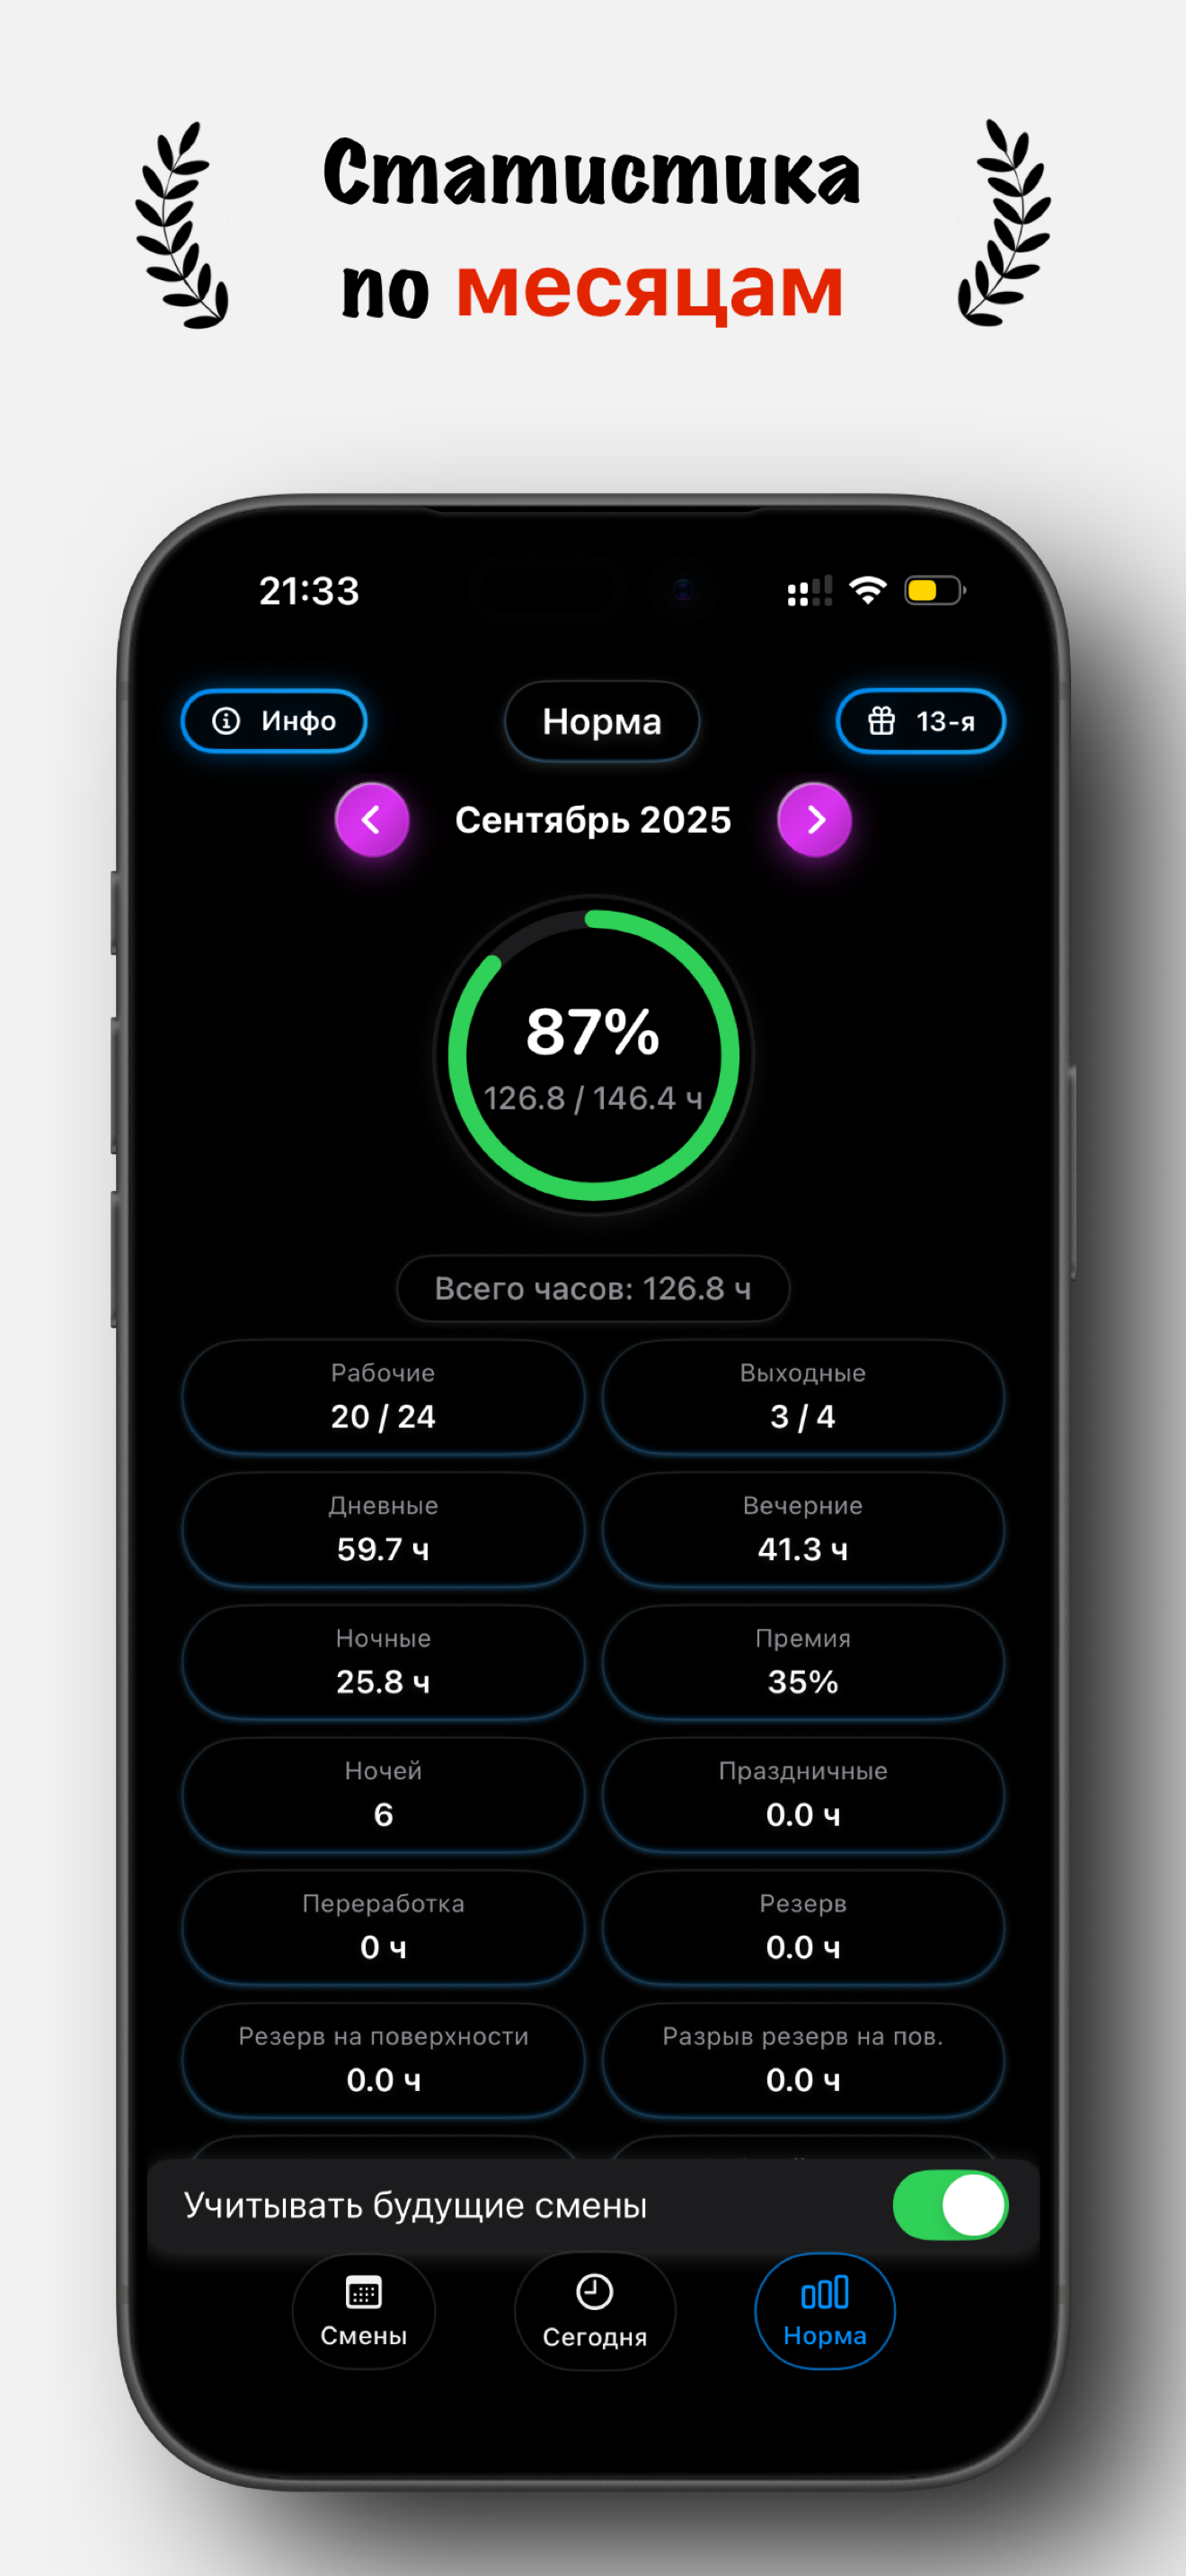 Статистика
по месяцам
21:33
Инфо
Норма
13-я
Сентябрь 2025
87%
126.8 / 146.4 ч
Всего часов: 126.8 ч
Рабочие
20 / 24
Выходные
3 / 4
Дневные
59.7 ч
Вечерние
41.3 ч
Ночные
25.8 ч
Премия
35%
Ночей
6
Праздничные
0.0 ч
Переработка
0 ч
Резерв
0.0 ч
Резерв на поверхности
0.0 ч
Разрыв резерв на пов.
0.0 ч
Учитывать будущие смены
Смены
Сегодня
Норма